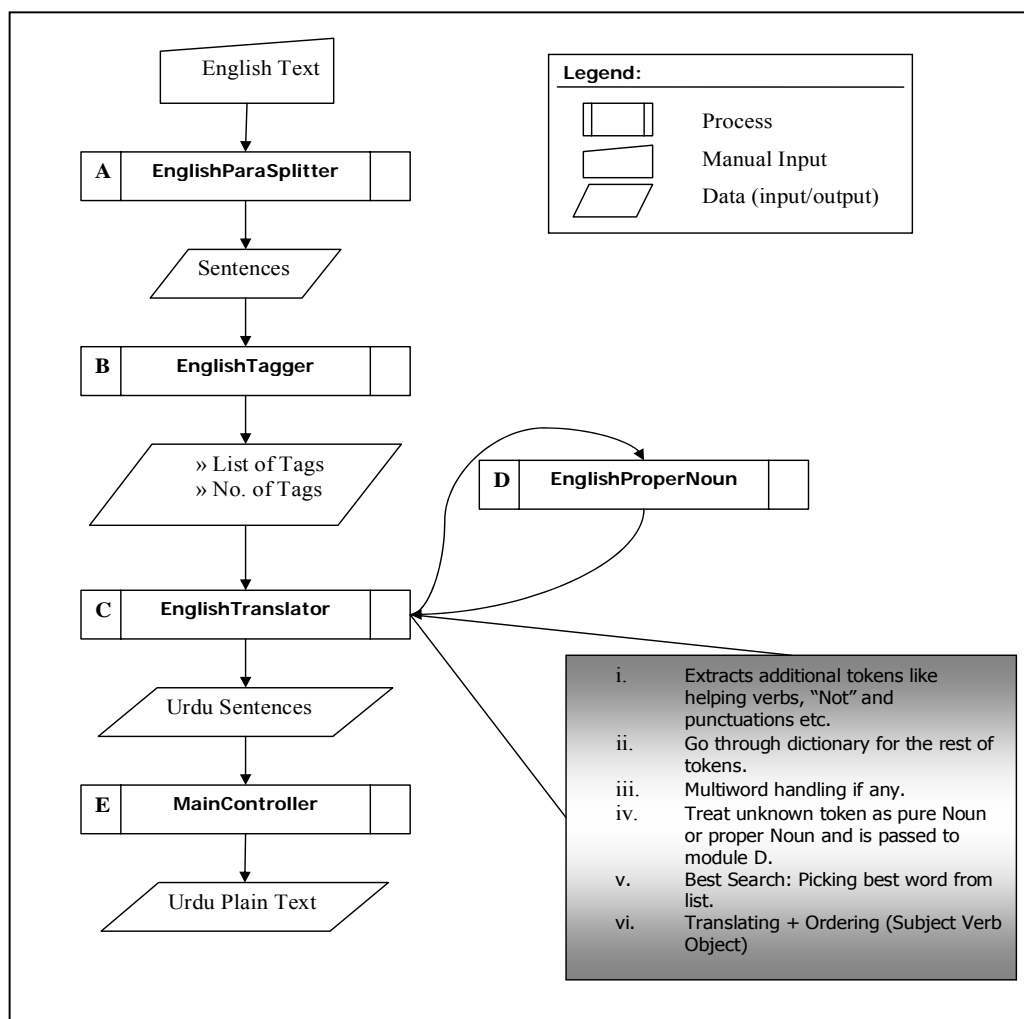 English Text
Legend:
Process
Manual Input
Data (input/output)
A EnglishParaSplitter
Sentences
B EnglishTagger
» List of Tags
» No. of Tags
D EnglishProperNoun
C EnglishTranslator
i. Extracts additional tokens like
helping verbs, “Not” and
punctuations etc.
ii. Go through dictionary for the rest of
tokens.
iii. Multiword handling if any.
iv. Treat unknown token as pure Noun
or proper Noun and is passed to
module D.
v. Best Search: Picking best word from
list.
vi. Translating + Ordering (Subject Verb
Object)
Urdu Sentences
E MainController
Urdu Plain Text